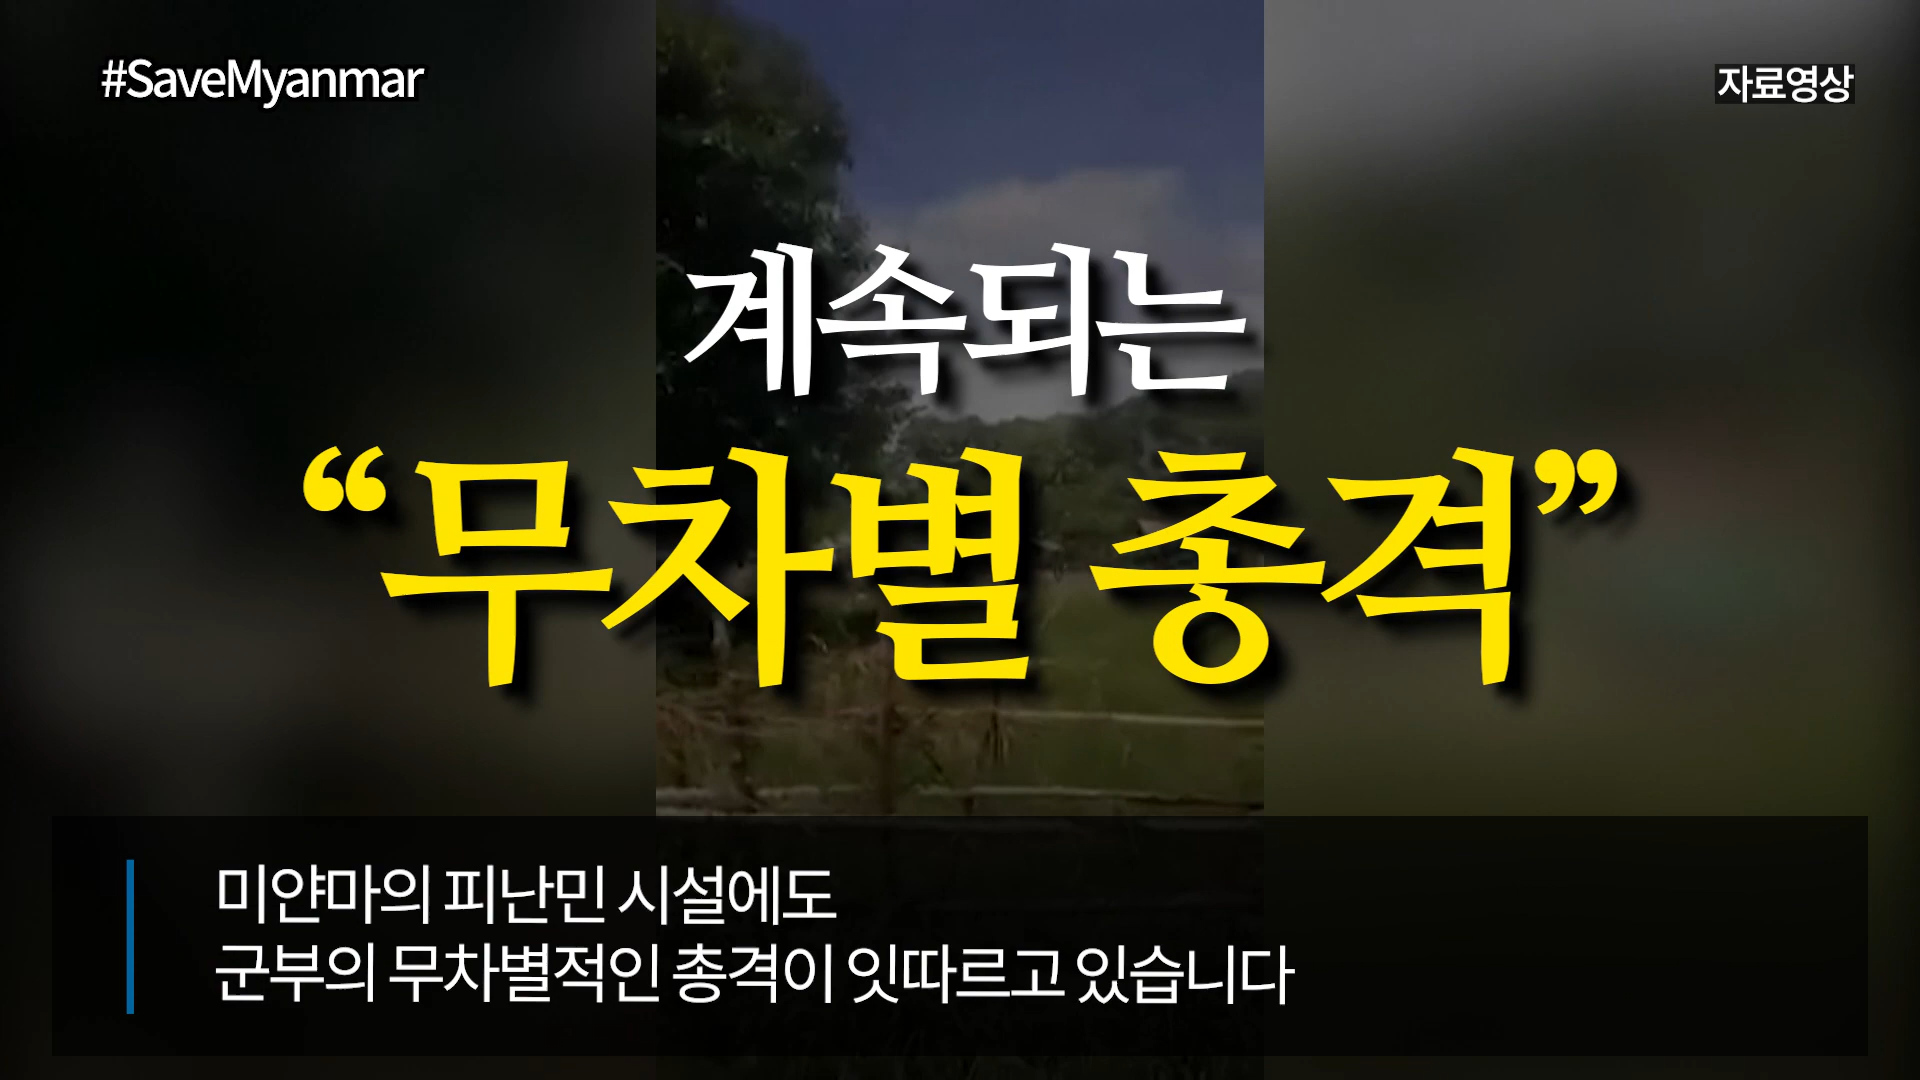 #SaveMyanmar
자료영상
계속되는
“무차별 총격”
미얀마의 피난민 시설에도
군부의 무차별적인 총격이 잇따르고 있습니다